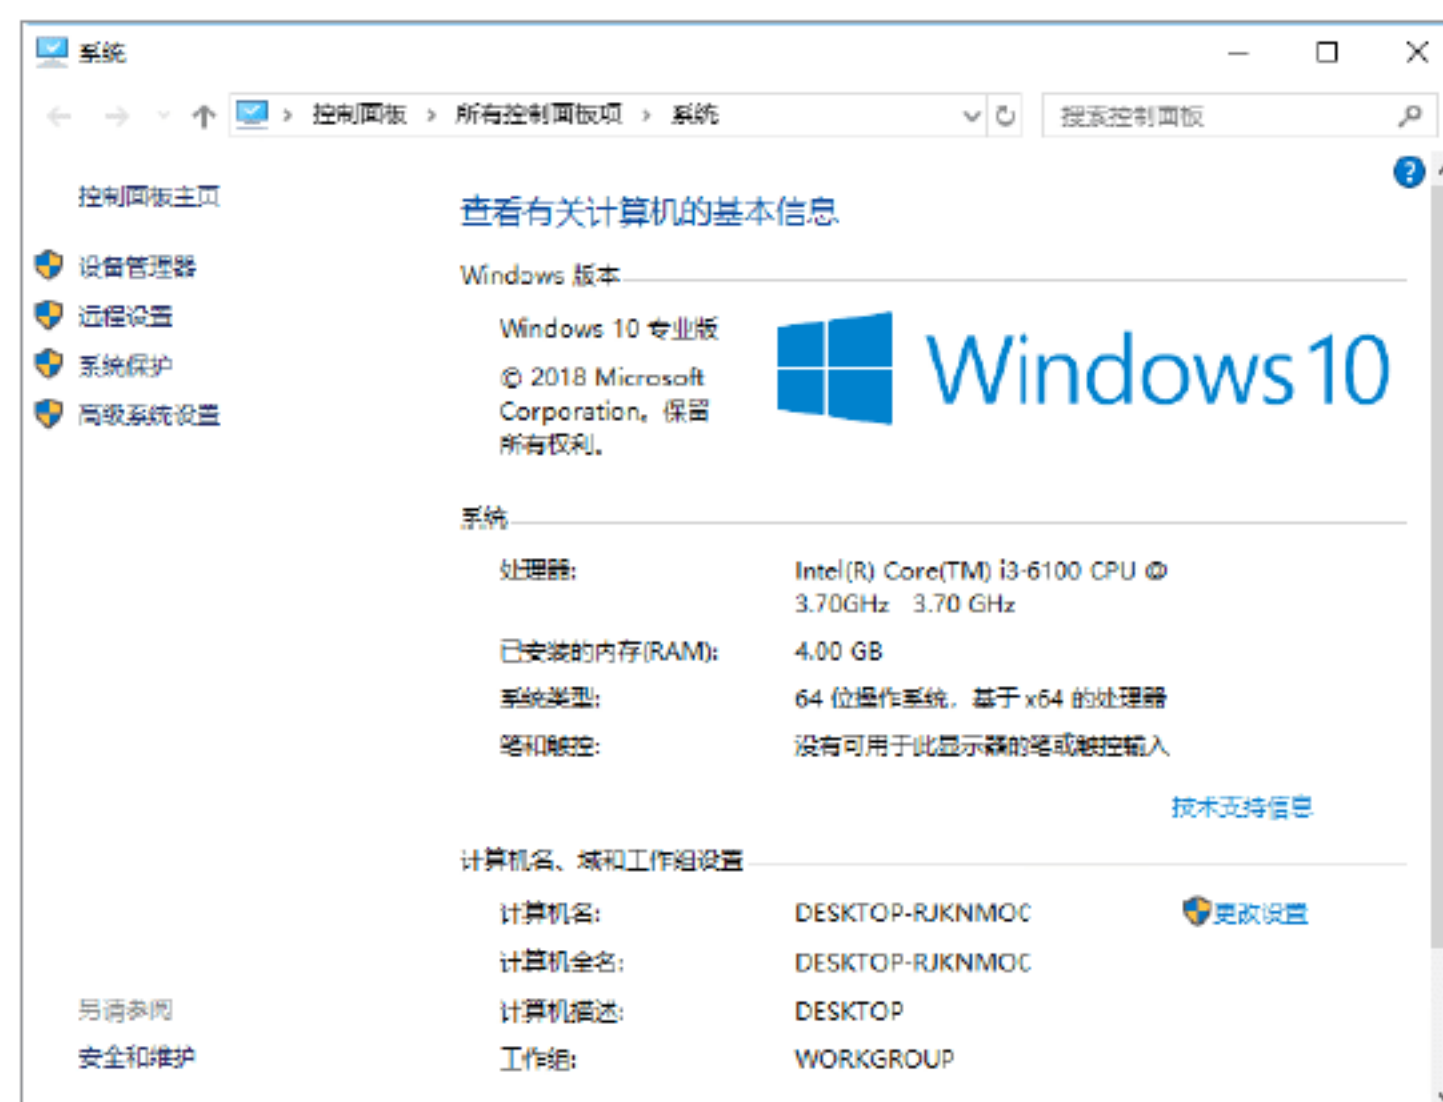 系统
控制面板 > 所有控制面板项 > 系统
搜索控制面板
控制面板主页
设备管理器
远程设置
系统保护
高级系统设置
查看有关计算机的基本信息
Windows 版本
Windows 10 专业版
© 2018 Microsoft
Corporation。保留
所有权利。
Windows 10
系统
处理器:
Intel(R) Core(TM) i3-6100 CPU @
3.70GHz 3.70 GHz
已安装的内存(RAM):
4.00 GB
系统类型:
64 位操作系统，基于 x64 的处理器
笔和触控:
没有可用于此显示器的笔或触控输入
技术支持信息
计算机名、域和工作组设置
计算机名:
DESKTOP-RJKNMOC
更改设置
计算机全名:
DESKTOP-RJKNMOC
计算机描述:
DESKTOP
工作组:
WORKGROUP
另请参阅
安全和维护